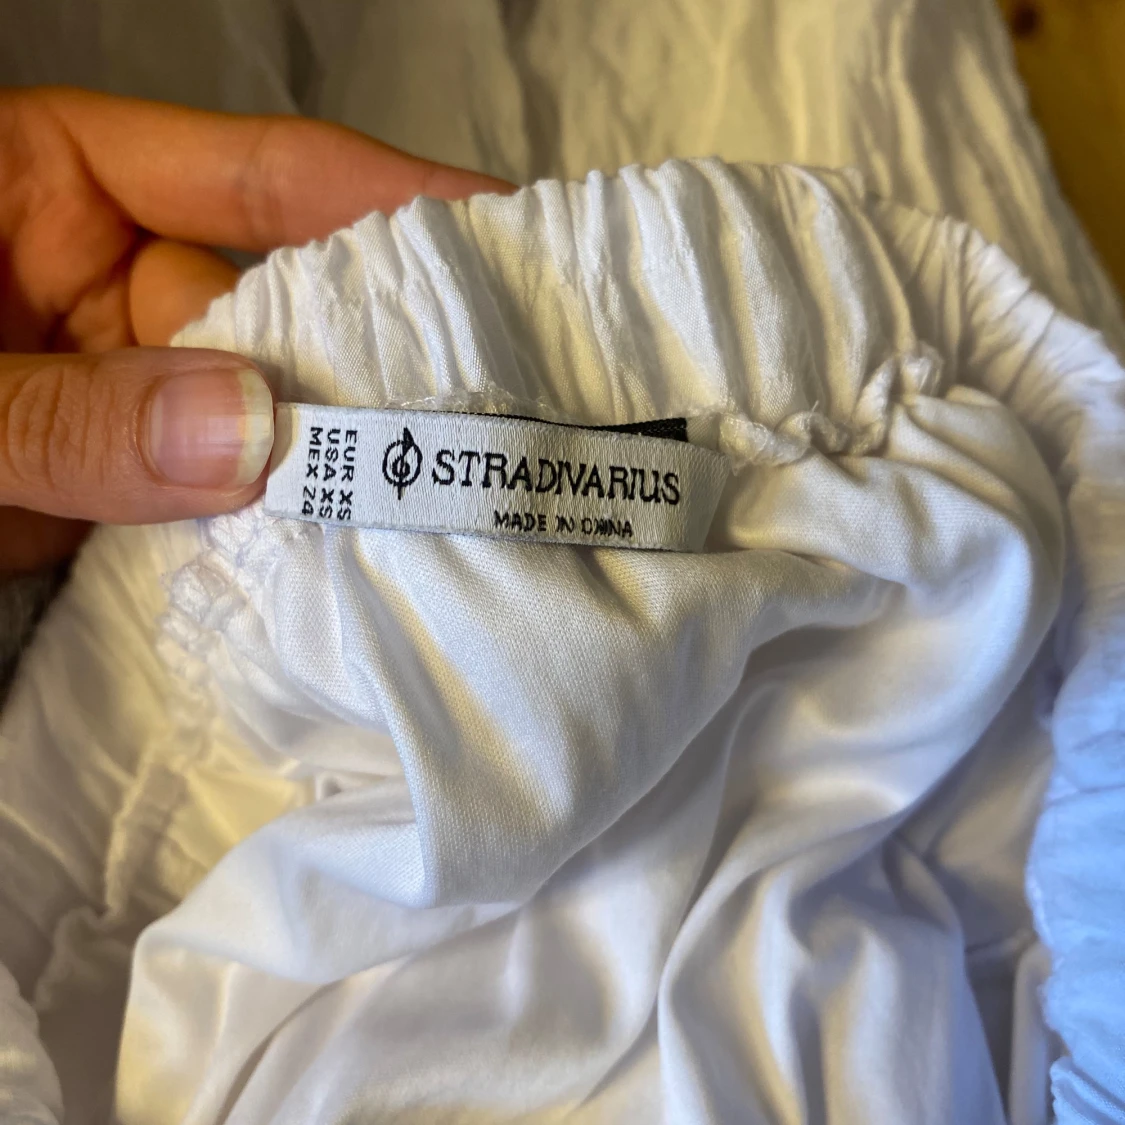 STRADIVARIUS
MADE IN CHINA
EUR XS
USA XS
MEX 24